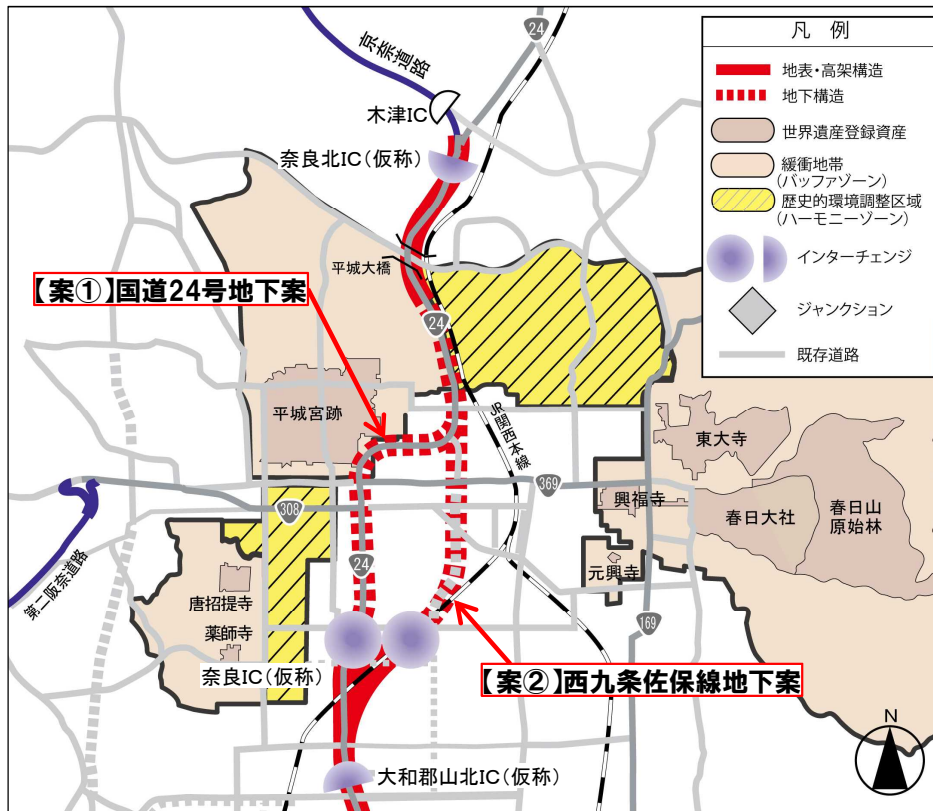 凡 例
地表・高架構造
地下構造
世界遺産登録資産
緩衝地帯
(バッファゾーン)
歴史的環境調整区域
(ハーモニーゾーン)
インターチェンジ
ジャンクション
既存道路
24
京奈道路
木津IC
奈良北IC(仮称)
平城大橋
【案①】国道24号地下案
24
JR関西本線
平城宮跡
東大寺
369
興福寺
春日大社
春日山
原始林
308
第二阪奈道路
24
元興寺
唐招提寺
薬師寺
169
奈良IC(仮称)
【案②】西九条佐保線地下案
大和郡山北IC(仮称)
N